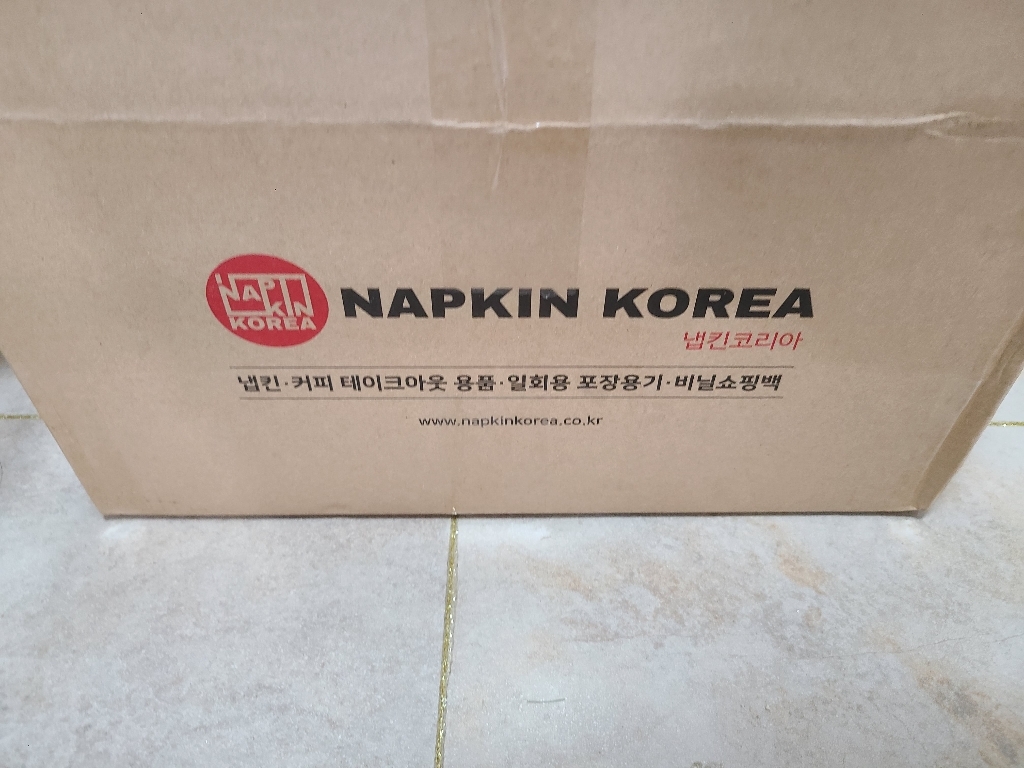 NAP
KIN
KOREA
NAPKIN KOREA
냅킨코리아
냅킨·커피 테이크아웃 용품·일회용 포장용기·비닐쇼핑백
www.napkinkorea.co.kr